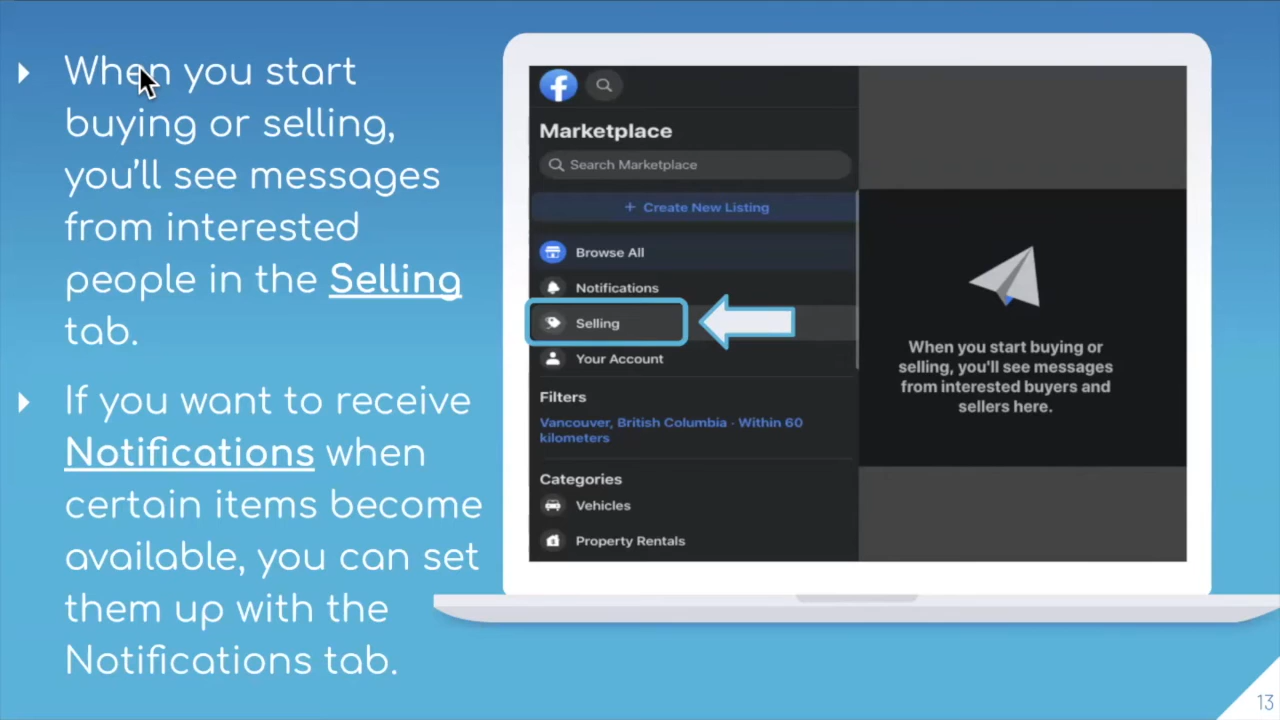 When you start
buying or selling,
you'll see messages
from interested
people in the Selling
tab.
If you want to receive
Notifications when
certain items become
available, you can set
them up with the
Notifications tab.
Marketplace
Search Marketplace
+ Create New Listing
Browse All
Notifications
Selling
Your Account
Filters
Vancouver, British Columbia · Within 60
kilometers
Categories
Vehicles
Property Rentals
When you start buying or
selling, you'll see messages
from interested buyers and
sellers here.
13